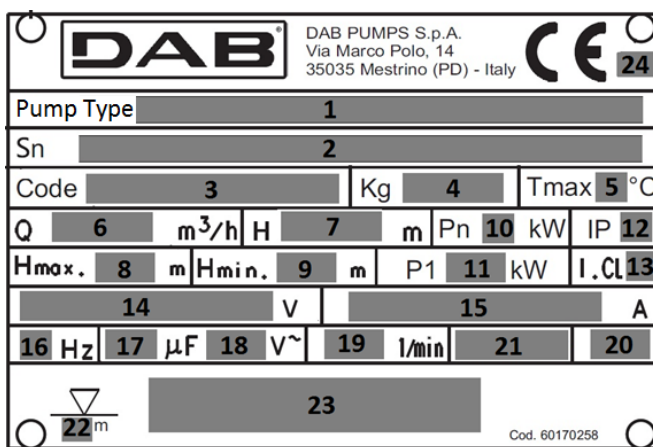 DAB
DAB PUMPS S.p.A.
Via Marco Polo, 14
35035 Mestrino (PD) - Italy
CE 24
Pump Type 1
Sn 2
Code 3 Kg 4 Tmax 5 °C
Q 6 m³/h H 7 m Pn 10 kW IP 12
Hmax. 8 m Hmin. 9 m P1 11 kW I.CL 13
14 V 15 A
16 Hz 17 µF 18 V~ 19 1/min 21 20
22 m 23
Cod. 60170258